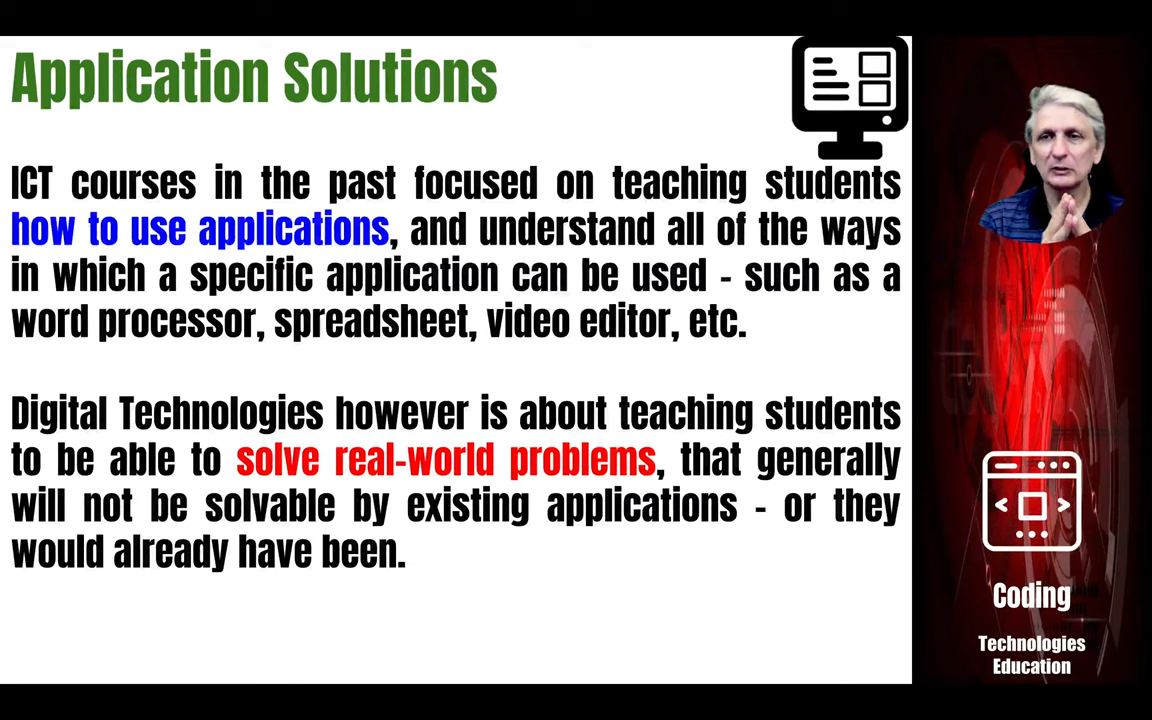 Application Solutions
ICT courses in the past focused on teaching students
how to use applications, and understand all of the ways
in which a specific application can be used - such as a
word processor, spreadsheet, video editor, etc.
Digital Technologies however is about teaching students
to be able to solve real-world problems, that generally
will not be solvable by existing applications - or they
would already have been.
Coding
Technologies
Education